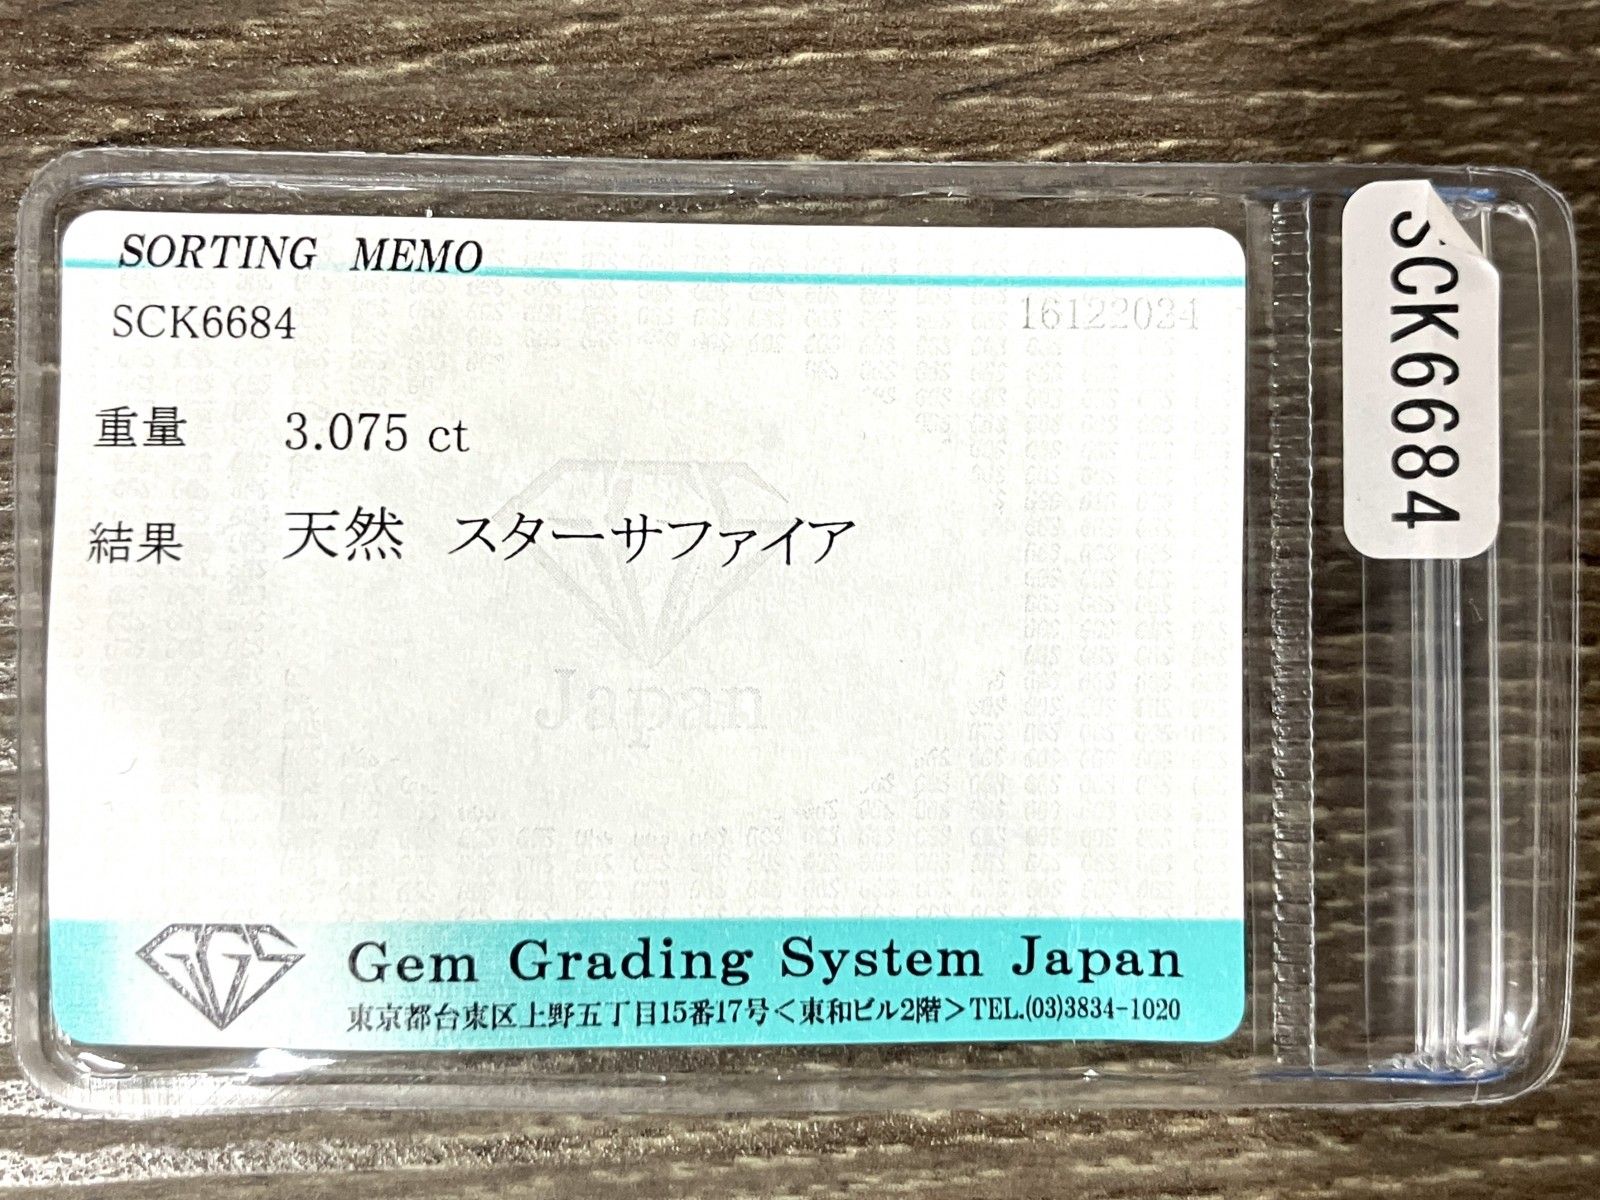 SORTING MEMO
SCK6684
16122024
重量 3.075 ct
結果 天然 スターサファイア
Japan
GGS
Gem Grading System Japan
東京都台東区上野五丁目15番17号<東和ビル2階>TEL.(03)3834-1020
SCK6684